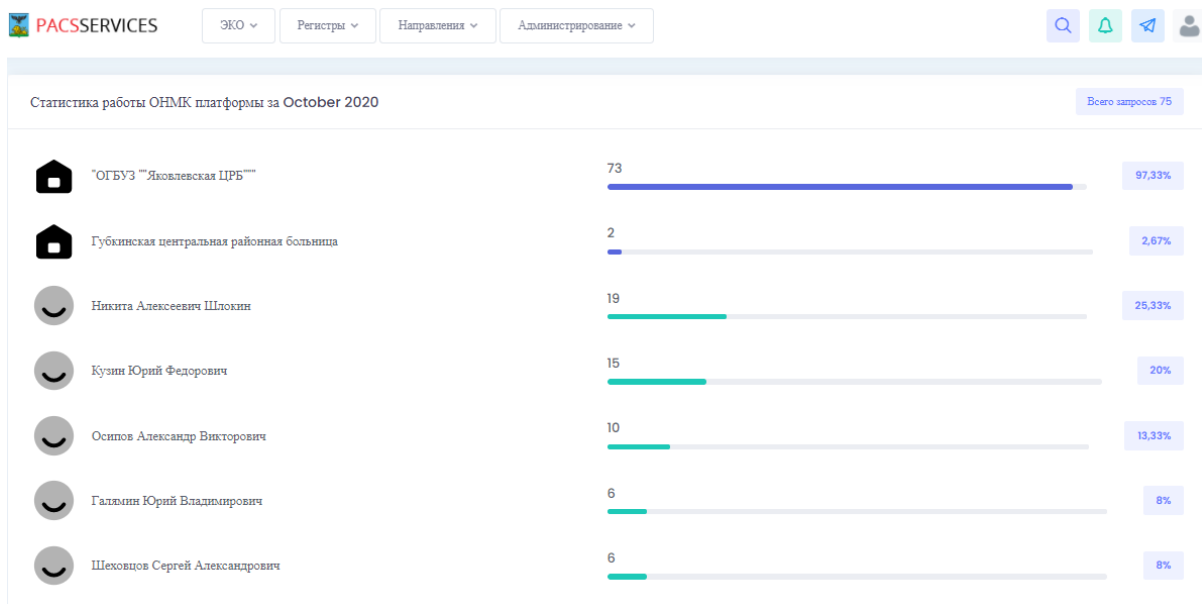 PACSSERVICES ЭКО Регистры Направления Администрирование
Статистика работы ОНМК платформы за October 2020 Всего запросов 75
"ОГБУЗ ""Яковлевская ЦРБ""" 73 97,33%
Губкинская центральная районная больница 2 2,67%
Никита Алексеевич Шлокин 19 25,33%
Кузин Юрий Федорович 15 20%
Осипов Александр Викторович 10 13,33%
Галямин Юрий Владимирович 6 8%
Шеховцов Сергей Александрович 6 8%